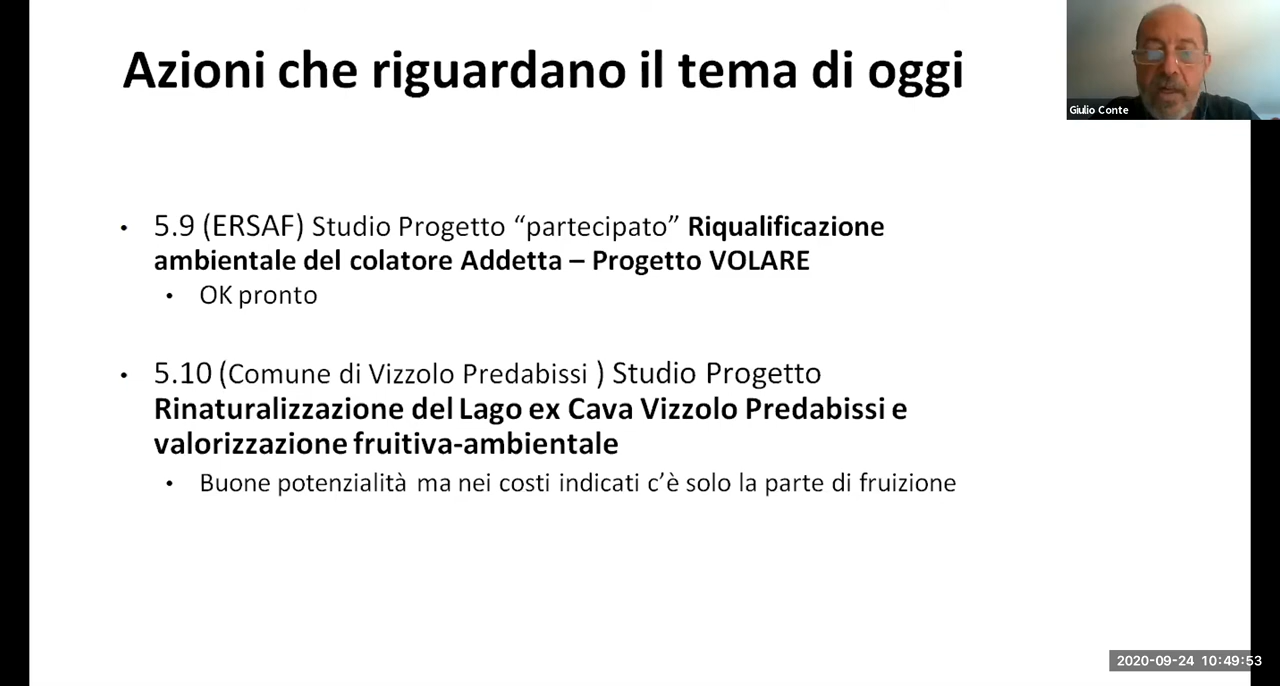 Azioni che riguardano il tema di oggi
Giulio Conte
• 5.9 (ERSAF) Studio Progetto “partecipato” Riqualificazione
ambientale del colatore Addetta – Progetto VOLARE
• OK pronto
• 5.10 (Comune di Vizzolo Predabissi ) Studio Progetto
Rinaturalizzazione del Lago ex Cava Vizzolo Predabissi e
valorizzazione fruitiva-ambientale
• Buone potenzialità ma nei costi indicati c’è solo la parte di fruizione
2020-09-24 10:49:53